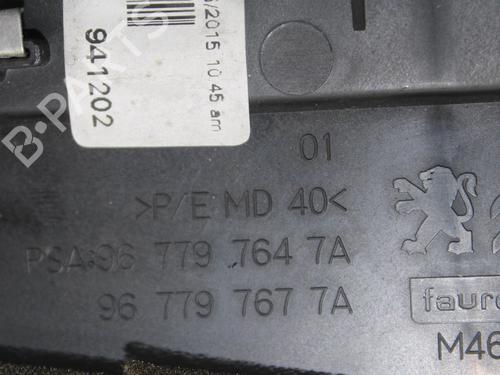 /2015 10 45 am
941202
01
>P/E MD 40<
PSA:96 779 764 7A
96 779 767 7A
faure
M46
B-PARTS